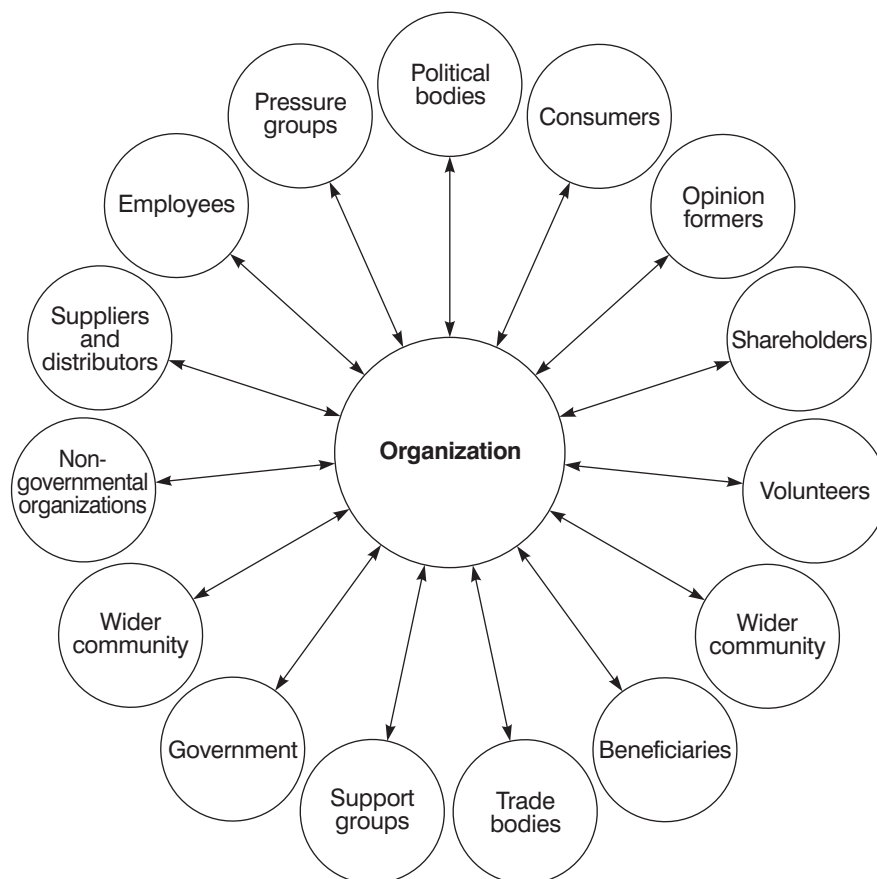 Political
bodies
Consumers
Opinion
formers
Shareholders
Volunteers
Wider
community
Beneficiaries
Trade
bodies
Support
groups
Government
Wider
community
Non-
governmental
organizations
Suppliers
and
distributors
Employees
Pressure
groups
Organization